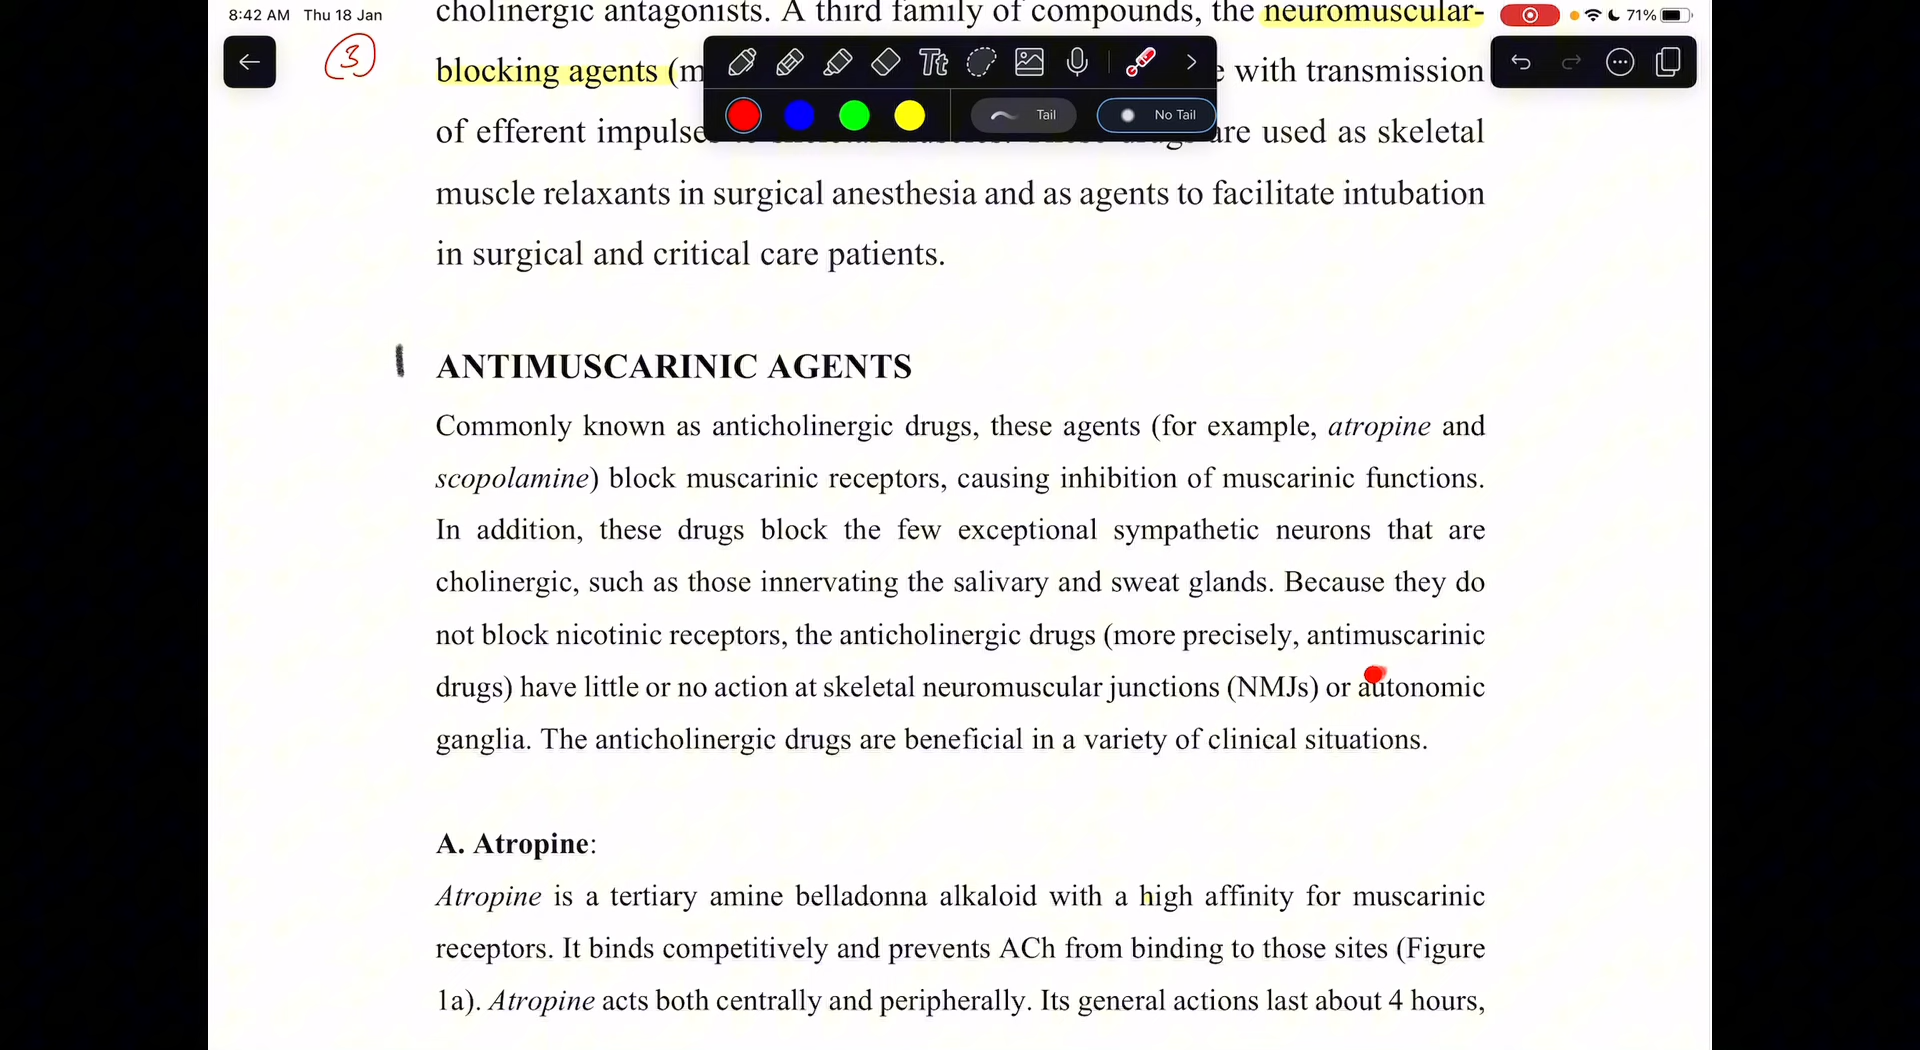 8:42 AM Thu 18 Jan
71%
3
cholinergic antagonists. A third family of compounds, the neuromuscular-
blocking agents (m with transmission
of efferent impulse are used as skeletal
muscle relaxants in surgical anesthesia and as agents to facilitate intubation
in surgical and critical care patients.
Tt
Tail
No Tail
ANTIMUSCARINIC AGENTS
Commonly known as anticholinergic drugs, these agents (for example, atropine and
scopolamine) block muscarinic receptors, causing inhibition of muscarinic functions.
In addition, these drugs block the few exceptional sympathetic neurons that are
cholinergic, such as those innervating the salivary and sweat glands. Because they do
not block nicotinic receptors, the anticholinergic drugs (more precisely, antimuscarinic
drugs) have little or no action at skeletal neuromuscular junctions (NMJs) or autonomic
ganglia. The anticholinergic drugs are beneficial in a variety of clinical situations.
A. Atropine:
Atropine is a tertiary amine belladonna alkaloid with a high affinity for muscarinic
receptors. It binds competitively and prevents ACh from binding to those sites (Figure
1a). Atropine acts both centrally and peripherally. Its general actions last about 4 hours,